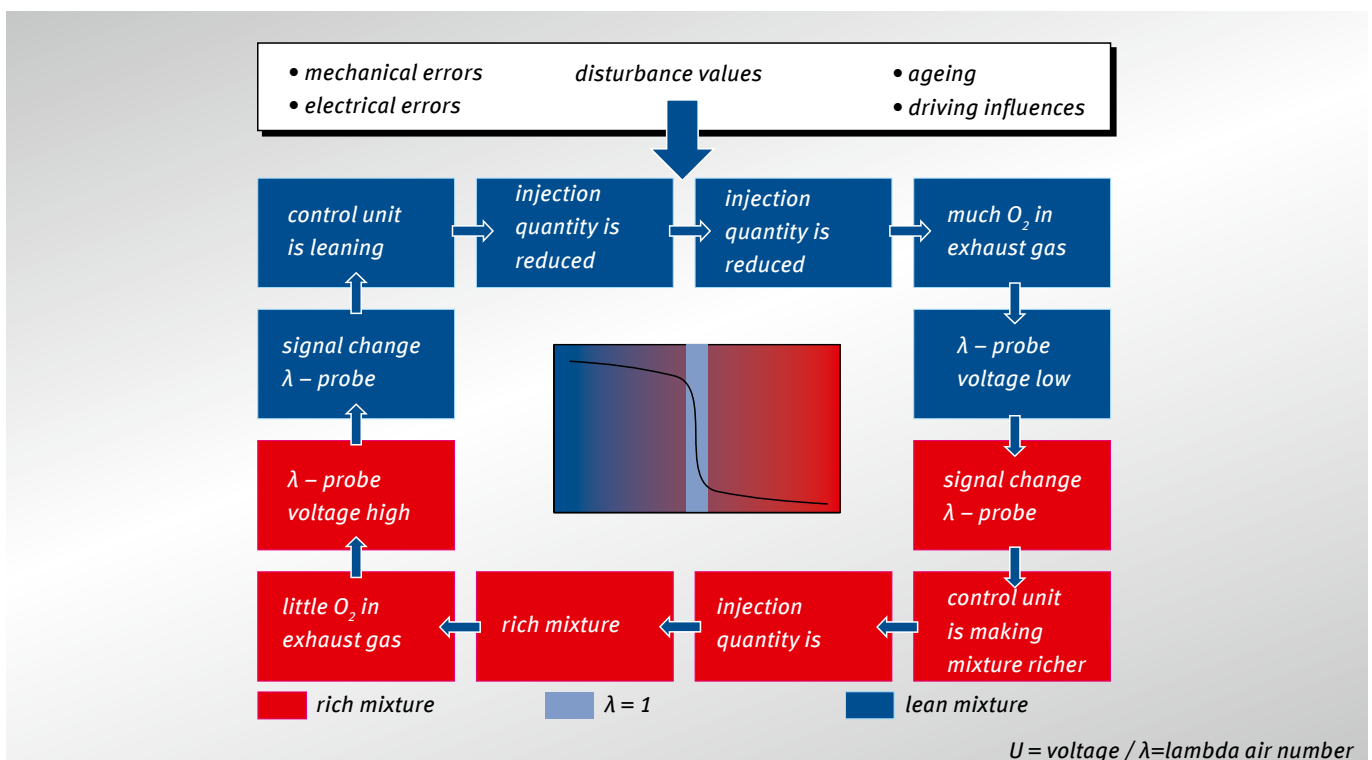 • mechanical errors
• electrical errors
disturbance values
• ageing
• driving influences
control unit
is leaning
injection
quantity is
reduced
injection
quantity is
reduced
much O₂ in
exhaust gas
signal change
λ – probe
λ – probe
voltage low
λ – probe
voltage high
signal change
λ – probe
little O₂ in
exhaust gas
rich mixture
injection
quantity is
control unit
is making
mixture richer
rich mixture
λ = 1
lean mixture
U = voltage / λ=lambda air number